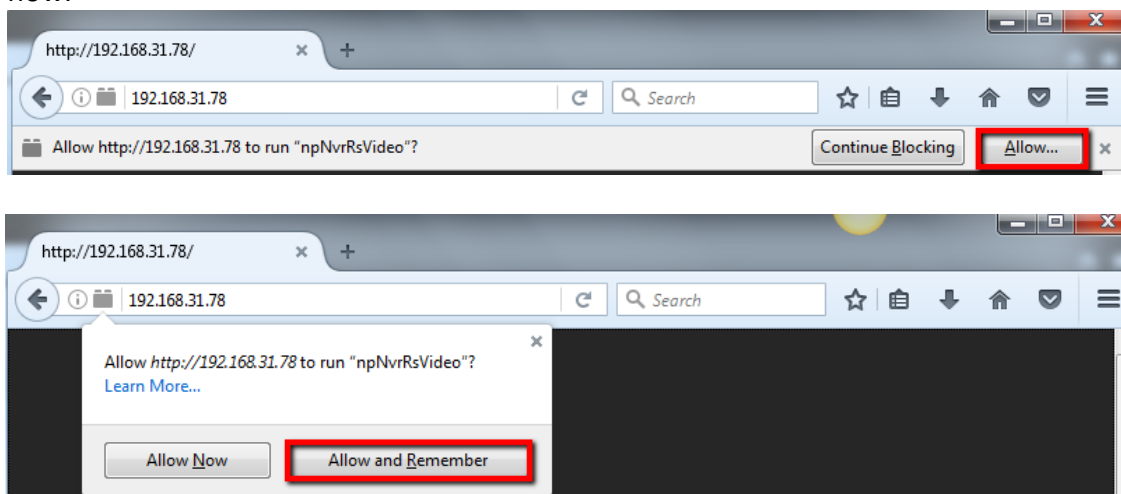 http://192.168.31.78/
192.168.31.78
Search
Allow http://192.168.31.78 to run “npNvrRsVideo”?
Continue Blocking
Allow...
http://192.168.31.78/
192.168.31.78
Search
Allow http://192.168.31.78 to run “npNvrRsVideo”?
Learn More...
Allow Now
Allow and Remember